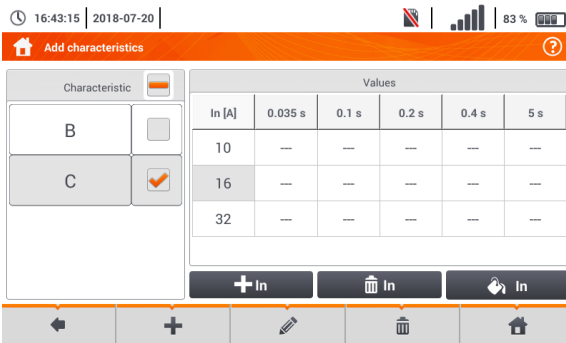 16:43:15 2018-07-20 83 %
Add characteristics ?
Characteristic
B
C
Values
In [A] 0.035 s 0.1 s 0.2 s 0.4 s 5 s
10 --- --- --- --- ---
16 --- --- --- --- ---
32 --- --- --- --- ---
In In In